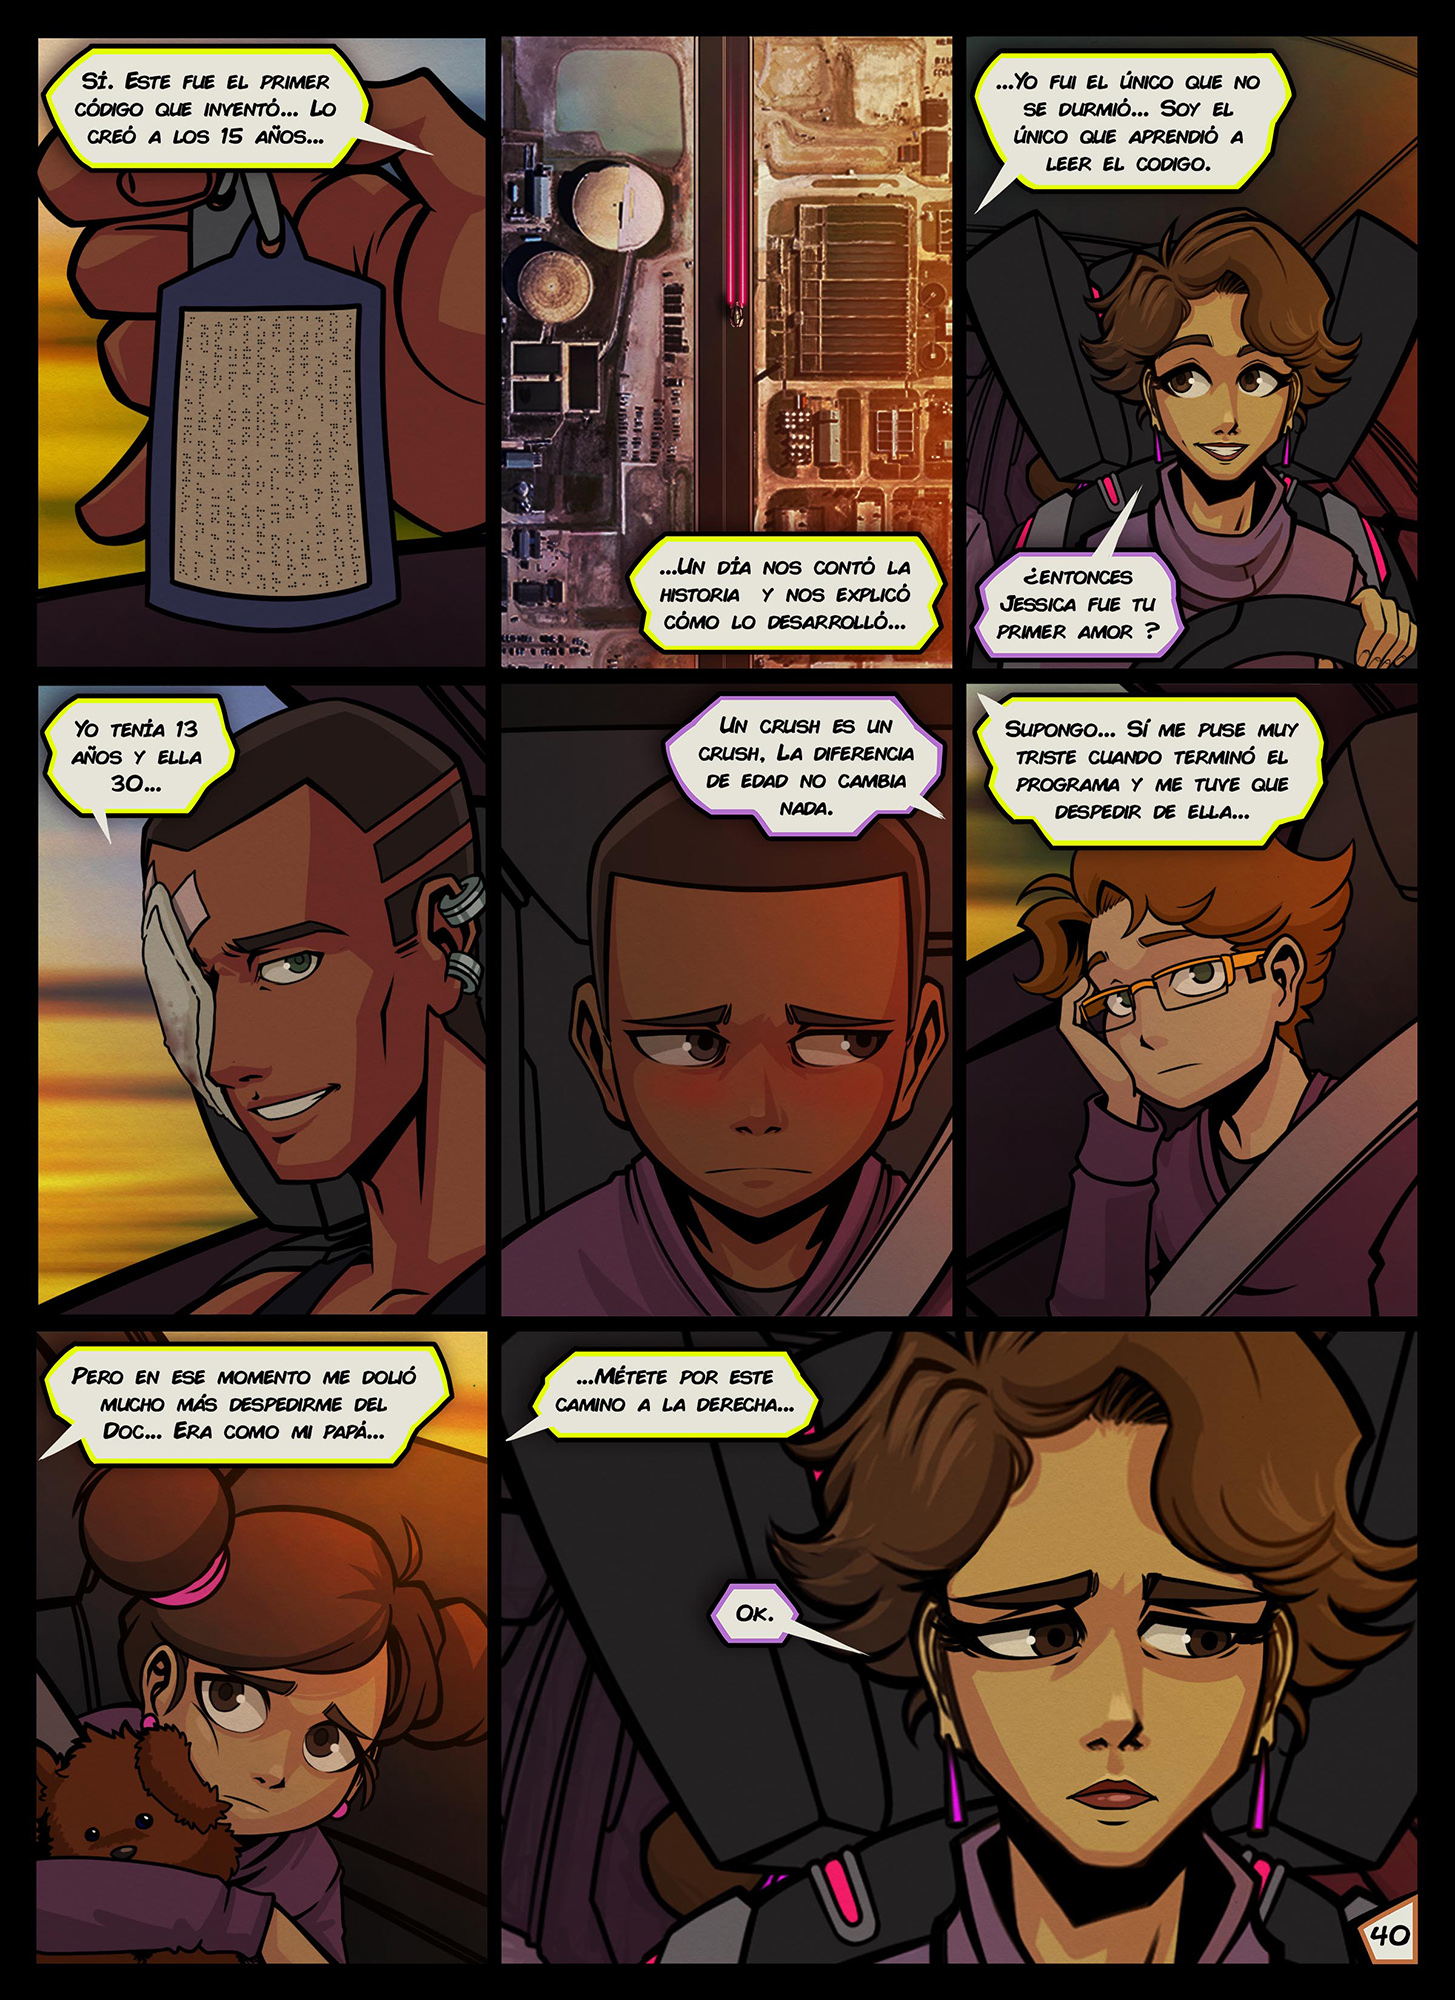 SÍ. ESTE FUE EL PRIMER
CÓDIGO QUE INVENTÓ... LO
CREÓ A LOS 15 AÑOS...
...UN DÍA NOS CONTÓ LA
HISTORIA Y NOS EXPLICÓ
CÓMO LO DESARROLLÓ...
...YO FUI EL ÚNICO QUE NO
SE DURMIÓ... SOY EL
ÚNICO QUE APRENDIÓ A
LEER EL CODIGO.
¿ENTONCES
JESSICA FUE TU
PRIMER AMOR ?
YO TENÍA 13
AÑOS Y ELLA
30...
UN CRUSH ES UN
CRUSH, LA DIFERENCIA
DE EDAD NO CAMBIA
NADA.
SUPONGO... SÍ ME PUSE MUY
TRISTE CUANDO TERMINÓ EL
PROGRAMA Y ME TUVE QUE
DESPEDIR DE ELLA...
PERO EN ESE MOMENTO ME DOLIÓ
MUCHO MÁS DESPEDIRME DEL
DOC... ERA COMO MI PAPÁ...
...MÉTETE POR ESTE
CAMINO A LA DERECHA...
OK.
40